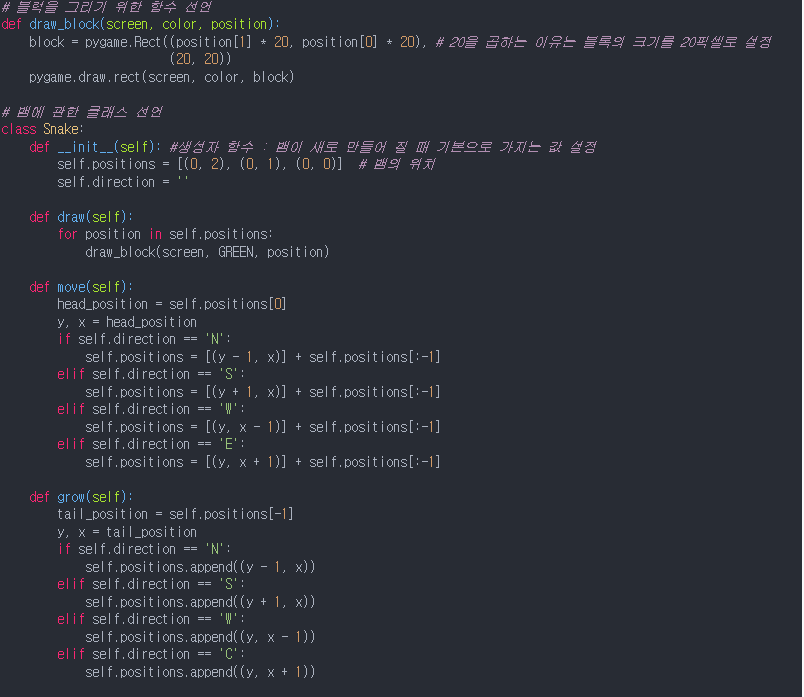 # 블럭을 그리기 위한 함수 선언
def draw_block(screen, color, position):
    block = pygame.Rect((position[1] * 20, position[0] * 20), # 20을 곱하는 이유는 블록의 크기를 20픽셀로 설정
                        (20, 20))
    pygame.draw.rect(screen, color, block)

# 뱀에 관한 클래스 선언
class Snake:
    def __init__(self): #생성자 함수 : 뱀이 새로 만들어 질 때 기본으로 가지는 값 설정
        self.positions = [(0, 2), (0, 1), (0, 0)]  # 뱀의 위치
        self.direction = ''

    def draw(self):
        for position in self.positions:
            draw_block(screen, GREEN, position)

    def move(self):
        head_position = self.positions[0]
        y, x = head_position
        if self.direction == 'N':
            self.positions = [(y - 1, x)] + self.positions[:-1]
        elif self.direction == 'S':
            self.positions = [(y + 1, x)] + self.positions[:-1]
        elif self.direction == 'W':
            self.positions = [(y, x - 1)] + self.positions[:-1]
        elif self.direction == 'E':
            self.positions = [(y, x + 1)] + self.positions[:-1]

    def grow(self):
        tail_position = self.positions[-1]
        y, x = tail_position
        if self.direction == 'N':
            self.positions.append((y - 1, x))
        elif self.direction == 'S':
            self.positions.append((y + 1, x))
        elif self.direction == 'W':
            self.positions.append((y, x - 1))
        elif self.direction == 'C':
            self.positions.append((y, x + 1))